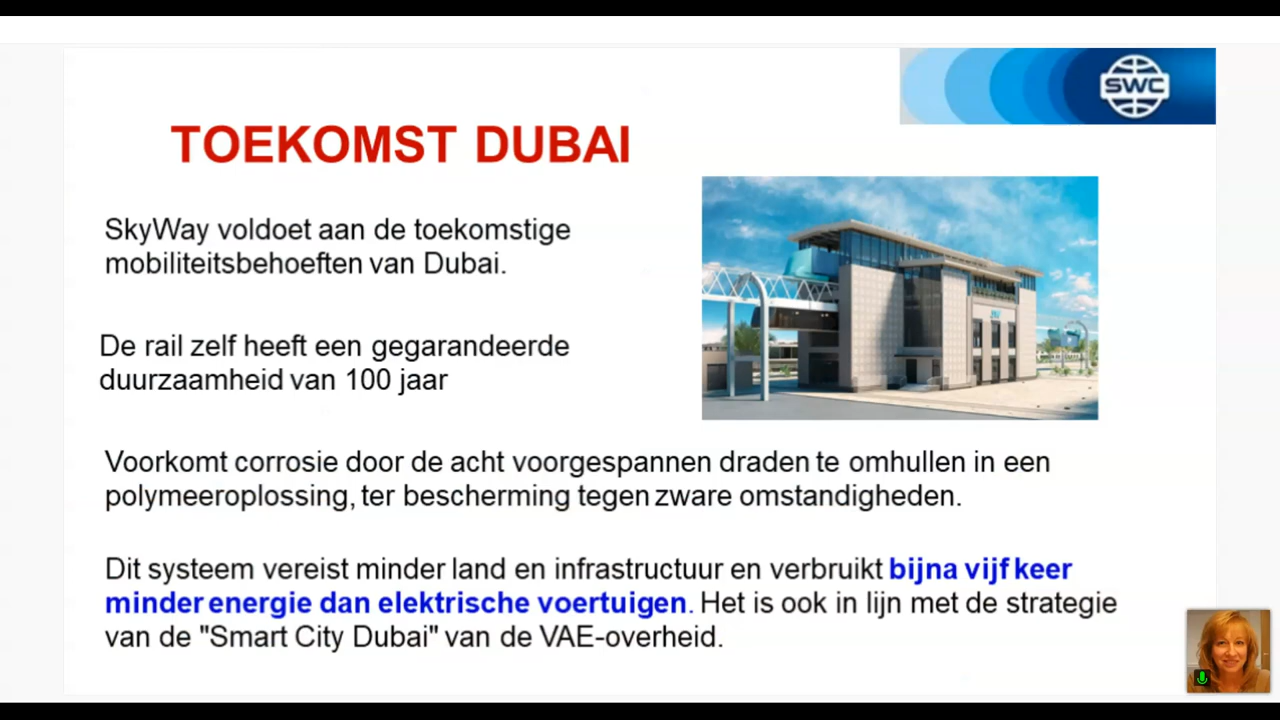 SWC
TOEKOMST DUBAI
SkyWay voldoet aan de toekomstige
mobiliteitsbehoeften van Dubai.
De rail zelf heeft een gegarandeerde
duurzaamheid van 100 jaar
Voorkomt corrosie door de acht voorgespannen draden te omhullen in een
polymeeroplossing, ter bescherming tegen zware omstandigheden.
Dit systeem vereist minder land en infrastructuur en verbruikt bijna vijf keer
minder energie dan elektrische voertuigen. Het is ook in lijn met de strategie
van de "Smart City Dubai" van de VAE-overheid.